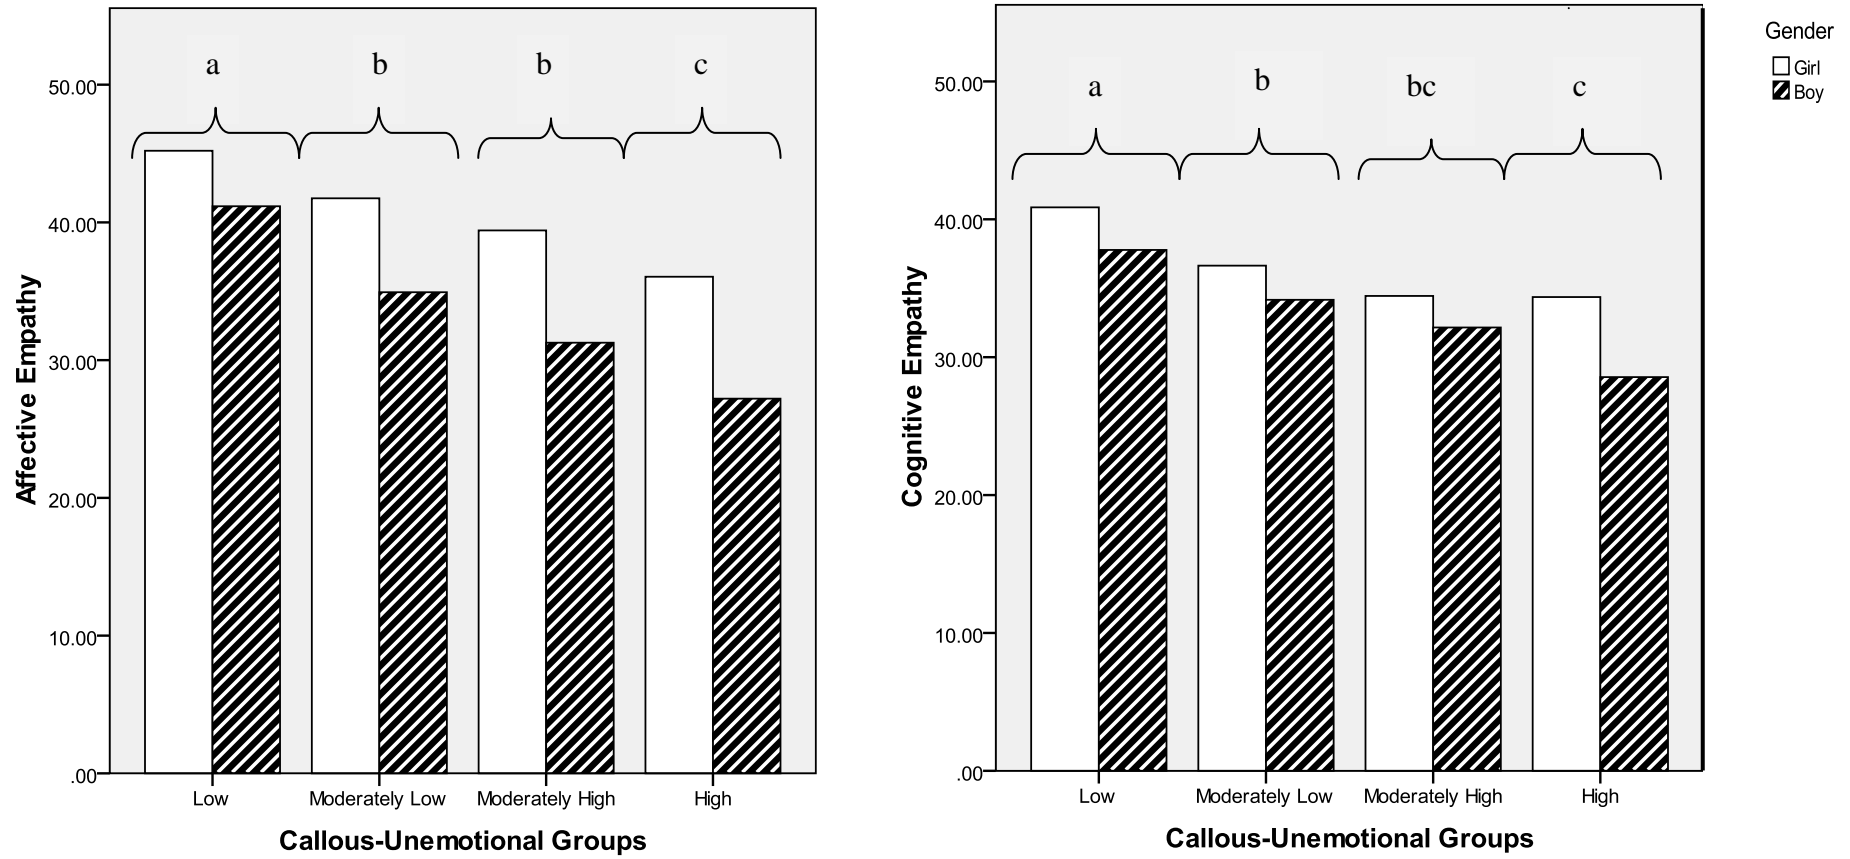 a b b c
50.00
40.00
30.00
20.00
10.00
.00
Affective Empathy
Low Moderately Low Moderately High High
Callous-Unemotional Groups
a b bc c
50.00
40.00
30.00
20.00
10.00
.00
Cognitive Empathy
Low Moderately Low Moderately High High
Callous-Unemotional Groups
Gender
Girl
Boy